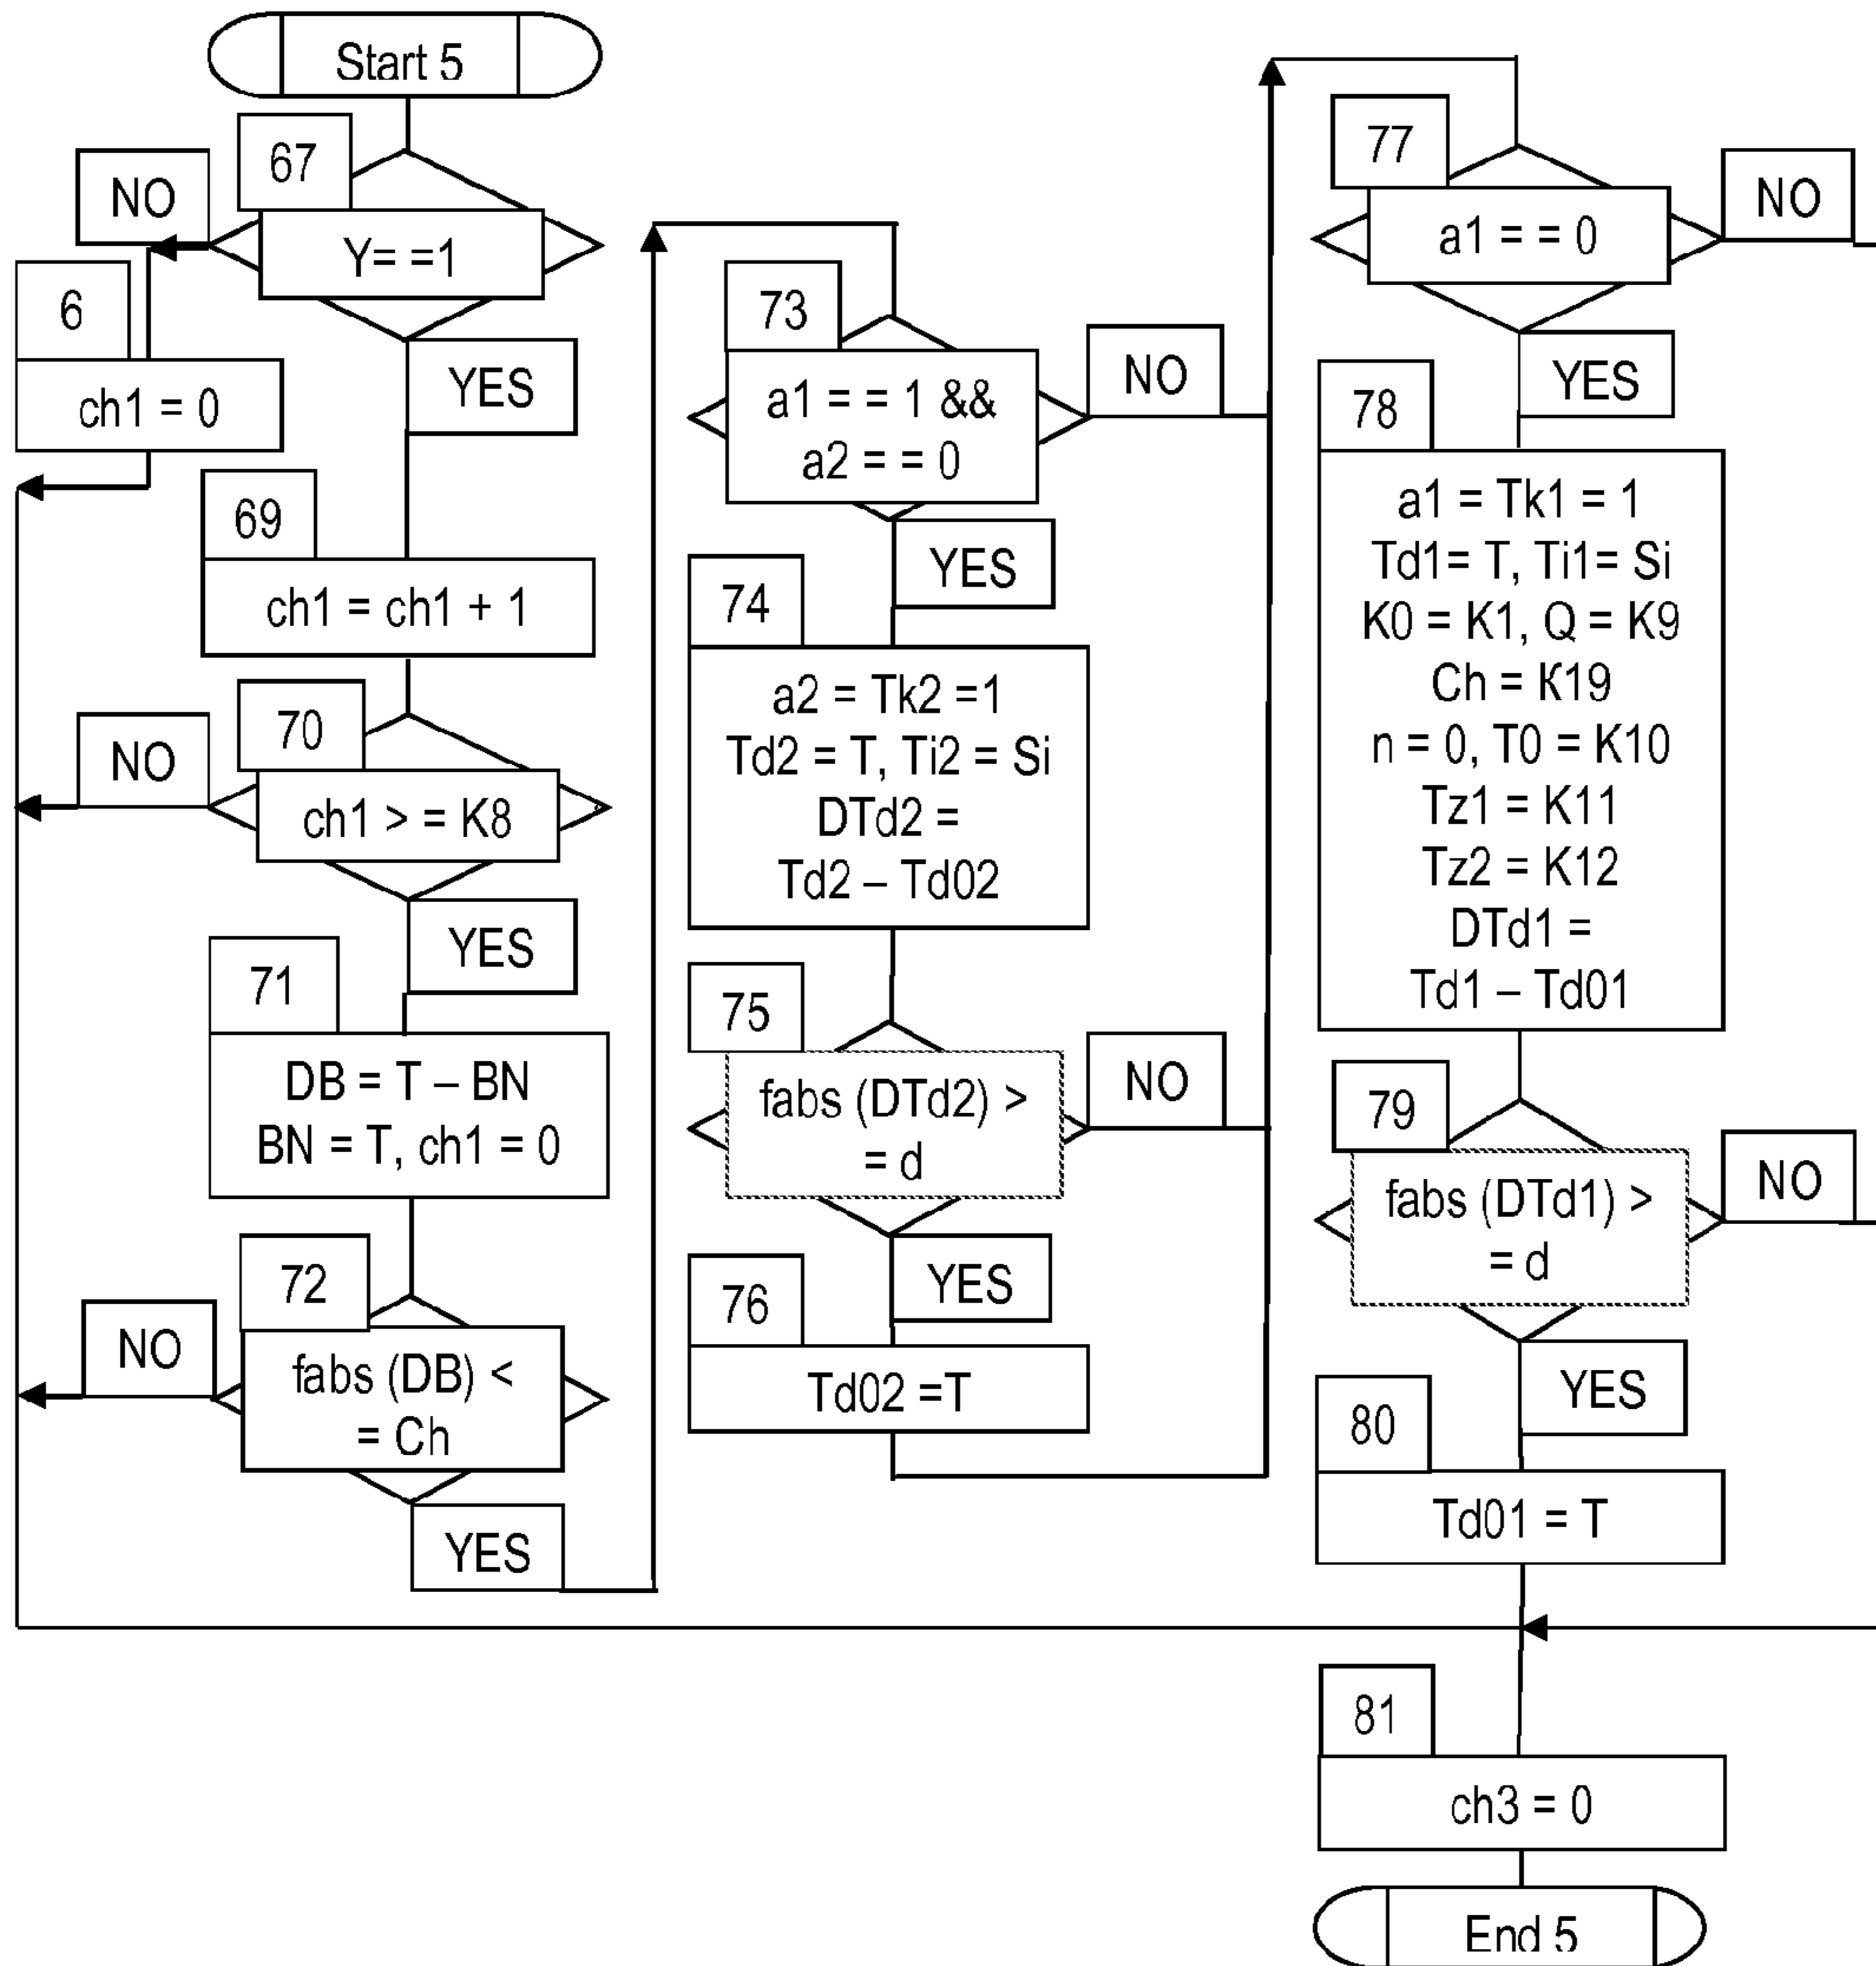 Start 5
67
NO
Y= =1
6
ch1 = 0
YES
69
ch1 = ch1 + 1
70
NO
ch1 > = K8
YES
71
DB = T – BN
BN = T, ch1 = 0
72
NO
fabs (DB) <
= Ch
YES
73
a1 = = 1 &&
a2 = = 0
NO
YES
74
a2 = Tk2 =1
Td2 = T, Ti2 = Si
DTd2 =
Td2 – Td02
75
fabs (DTd2) >
= d
NO
YES
76
Td02 =T
77
a1 = = 0
NO
YES
78
a1 = Tk1 = 1
Td1= T, Ti1= Si
K0 = K1, Q = K9
Ch = К19
n = 0, T0 = K10
Tz1 = K11
Tz2 = K12
DTd1 =
Td1 – Td01
79
fabs (DTd1) >
= d
NO
YES
80
Td01 = T
81
ch3 = 0
End 5